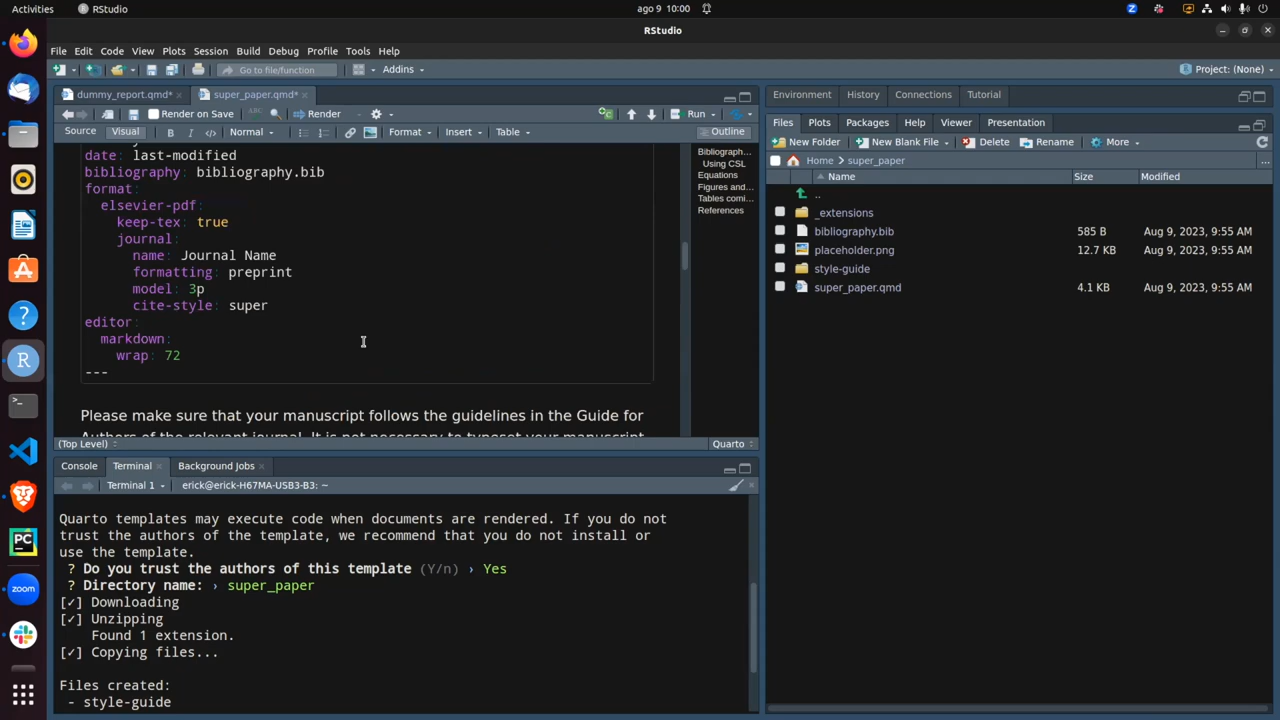 Activities
RStudio
ago 9 10:00
RStudio
File Edit Code View Plots Session Build Debug Profile Tools Help
Go to file/function
Addins
Project: (None)
dummy_report.qmd*
super_paper.qmd*
Render on Save
Render
Run
Source
Visual
B I
Normal
Format
Insert
Table
Outline
date: last-modified
bibliography: bibliography.bib
format:
elsevier-pdf:
keep-tex: true
journal:
name: Journal Name
formatting: preprint
model: 3p
cite-style: super
editor:
markdown:
wrap: 72
---
Please make sure that your manuscript follows the guidelines in the Guide for
Authors of the relevant journal. It is not necessary to typeset your manuscript
Bibliograph...
Using CSL
Equations
Figures and...
Tables comi...
References
(Top Level)
Quarto
Console
Terminal
Background Jobs
Terminal 1
erick@erick-H67MA-USB3-B3: ~
Quarto templates may execute code when documents are rendered. If you do not
trust the authors of the template, we recommend that you do not install or
use the template.
? Do you trust the authors of this template (Y/n) › Yes
? Directory name: › super_paper
[✓] Downloading
[✓] Unzipping
Found 1 extension.
[✓] Copying files...
Files created:
- style-guide
Environment
History
Connections
Tutorial
Files
Plots
Packages
Help
Viewer
Presentation
New Folder
New Blank File
Delete
Rename
More
Home
super_paper
...
Name
Size
Modified
..
_extensions
bibliography.bib 585 B Aug 9, 2023, 9:55 AM
placeholder.png 12.7 KB Aug 9, 2023, 9:55 AM
style-guide
super_paper.qmd 4.1 KB Aug 9, 2023, 9:55 AM
R
PC
zoom